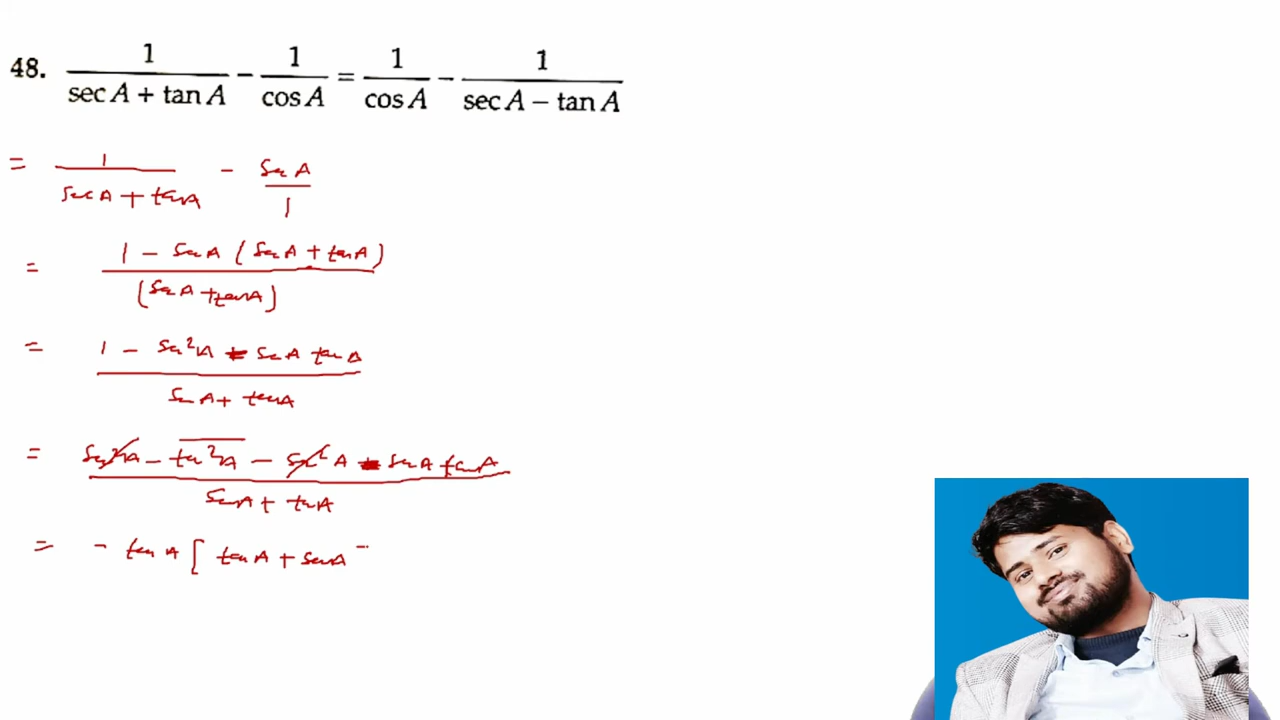 48. 1/(sec A + tan A) − 1/cos A = 1/cos A − 1/(sec A − tan A)
= 1/(sec A + tan A) − sec A/1
= (1 − sec A (sec A + tan A))/(sec A + tan A)
= (1 − sec²A − sec A tan A)/(sec A + tan A)
= (sec²A − tan²A − sec²A − sec A tan A)/(sec A + tan A)
= − tan A [ tan A + sec A